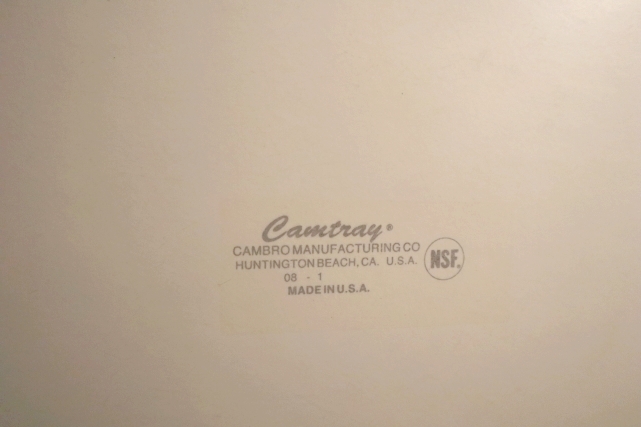 Camtray®
CAMBRO MANUFACTURING CO
HUNTINGTON BEACH, CA. U.S.A.
NSF®
08 - 1
MADE IN U.S.A.